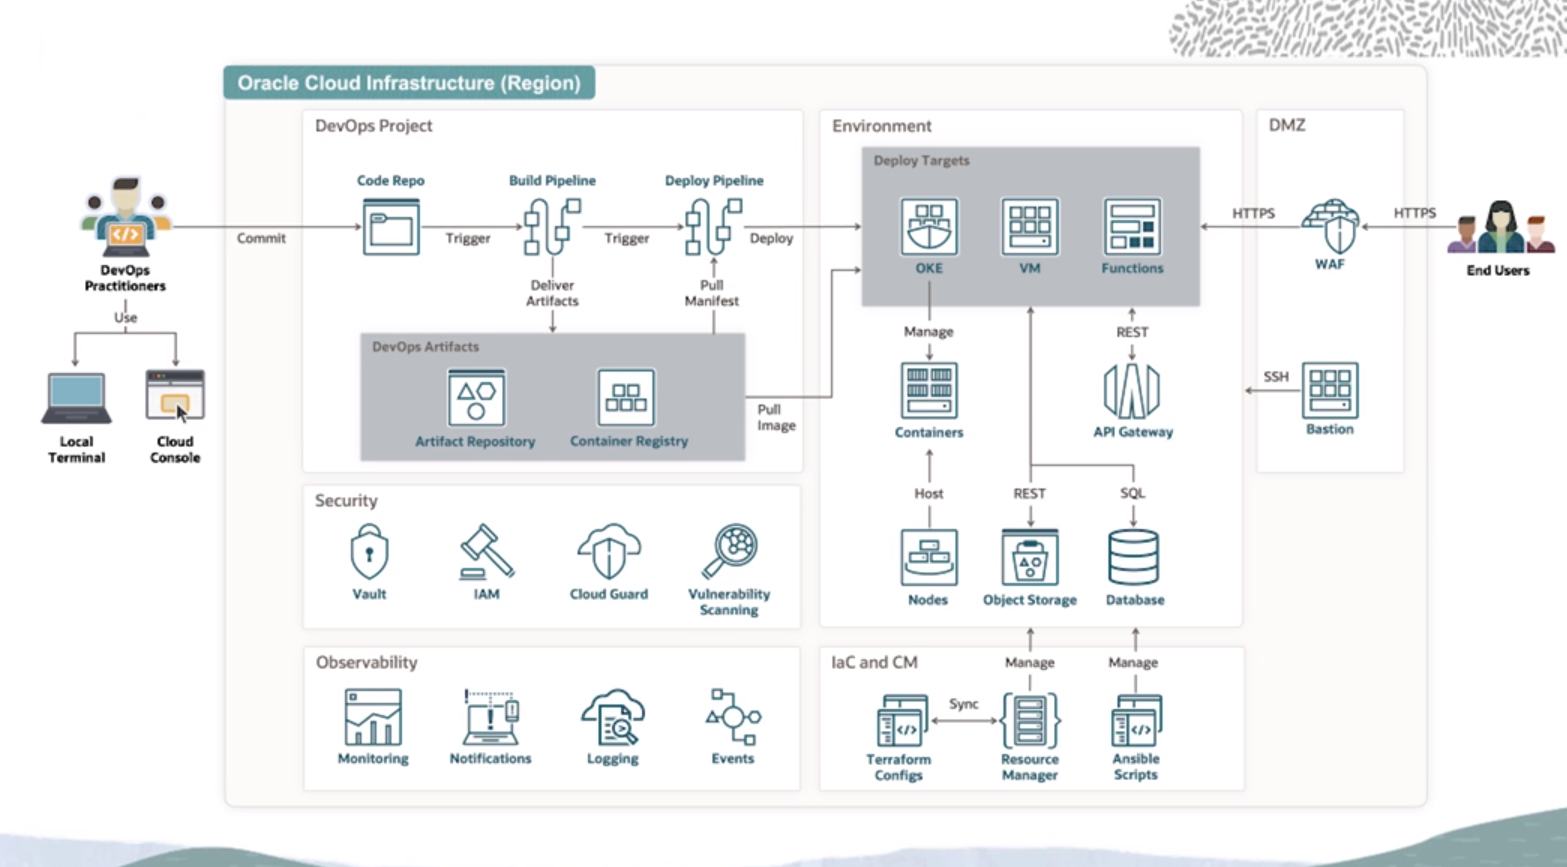 Oracle Cloud Infrastructure (Region)
DevOps Project
Code Repo
Build Pipeline
Deploy Pipeline
Commit
Trigger
Trigger
Deploy
DevOps
Practitioners
Use
Local
Terminal
Cloud
Console
Deliver
Artifacts
Pull
Manifest
DevOps Artifacts
Artifact Repository
Container Registry
Pull
Image
Security
Vault
IAM
Cloud Guard
Vulnerability
Scanning
Observability
Monitoring
Notifications
Logging
Events
Environment
Deploy Targets
OKE
VM
Functions
Manage
REST
Containers
API Gateway
Host
REST
SQL
Nodes
Object Storage
Database
IaC and CM
Manage
Manage
Sync
Terraform
Configs
Resource
Manager
Ansible
Scripts
DMZ
HTTPS
HTTPS
WAF
End Users
SSH
Bastion